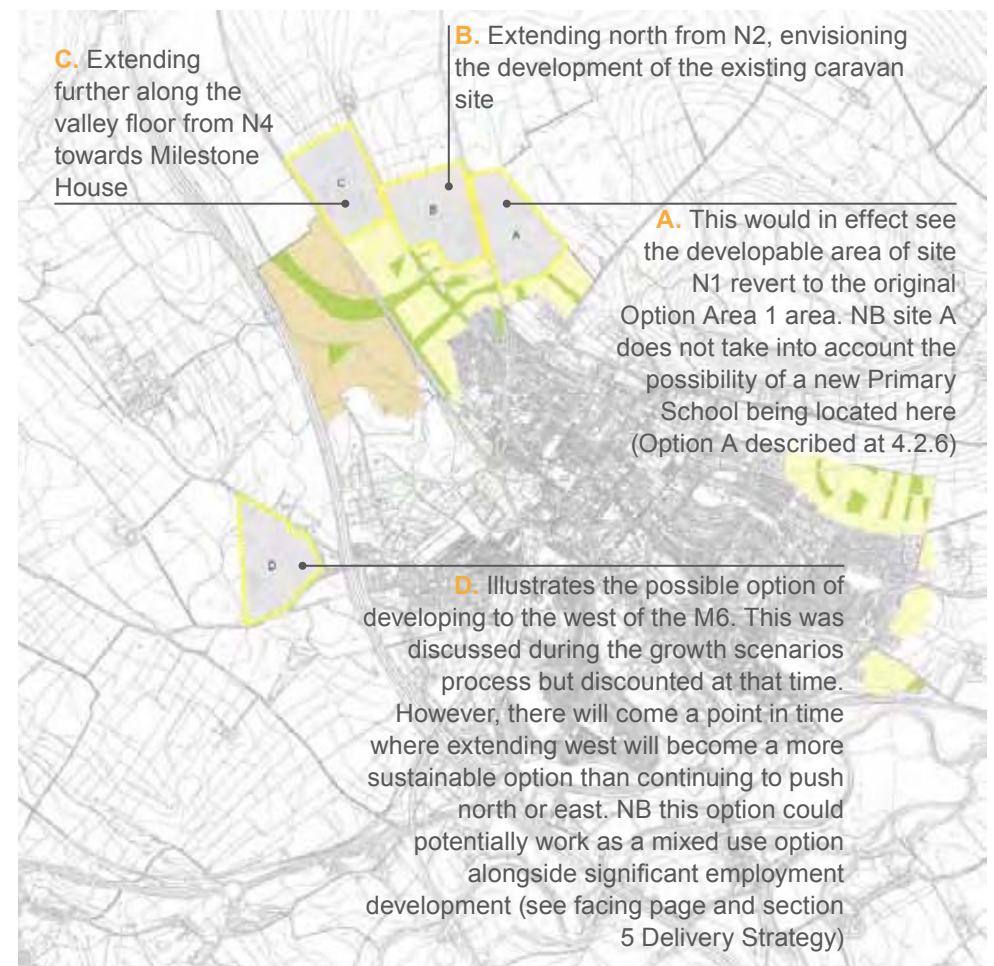 C. Extending
further along the
valley floor from N4
towards Milestone
House
B. Extending north from N2, envisioning
the development of the existing caravan
site
A. This would in effect see
the developable area of site
N1 revert to the original
Option Area 1 area. NB site A
does not take into account the
possibility of a new Primary
School being located here
(Option A described at 4.2.6)
C
B
A
D
D. Illustrates the possible option of
developing to the west of the M6. This was
discussed during the growth scenarios
process but discounted at that time.
However, there will come a point in time
where extending west will become a more
sustainable option than continuing to push
north or east. NB this option could
potentially work as a mixed use option
alongside significant employment
development (see facing page and section
5 Delivery Strategy)